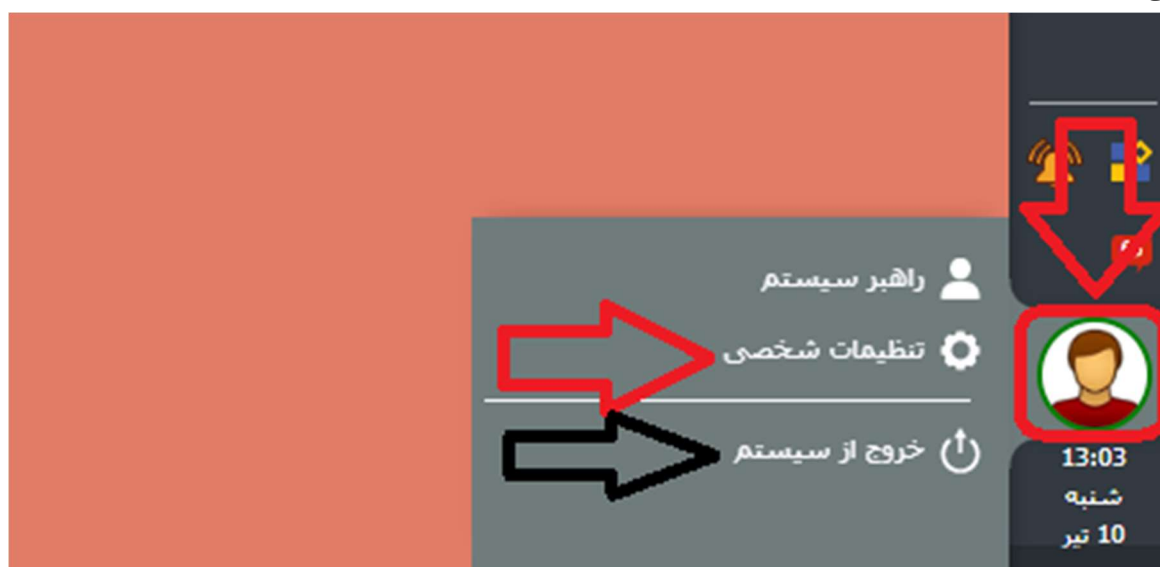 راهبر سیستم
تنظیمات شخصی
خروج از سیستم
13:03
شنبه
10 تیر